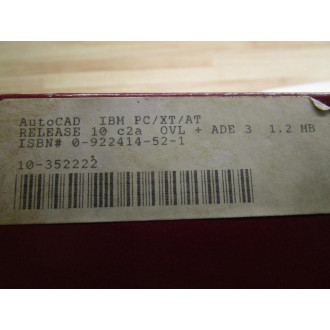 AutoCAD IBM PC/XT/AT
RELEASE 10 c2a OVL + ADE 3 1.2 MB
ISBN# 0-922414-52-1
10-352222